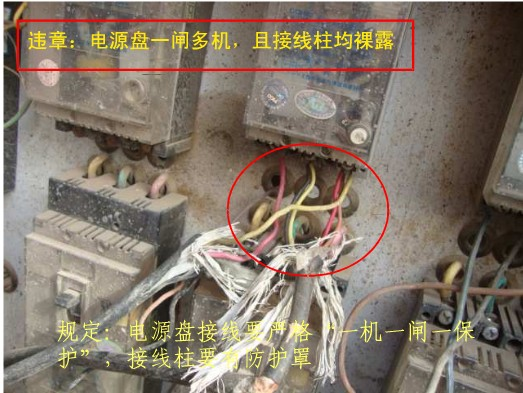 违章：电源盘一闸多机，且接线柱均裸露
规定：电源盘接线要严格“一机一闸一保
护”，接线柱要有防护罩